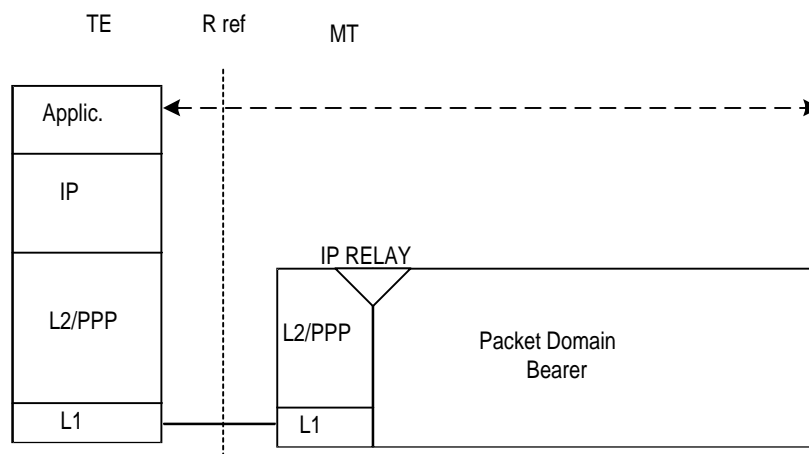 TE R ref MT
Applic.
IP
IP RELAY
L2/PPP L2/PPP Packet Domain
Bearer
L1 L1